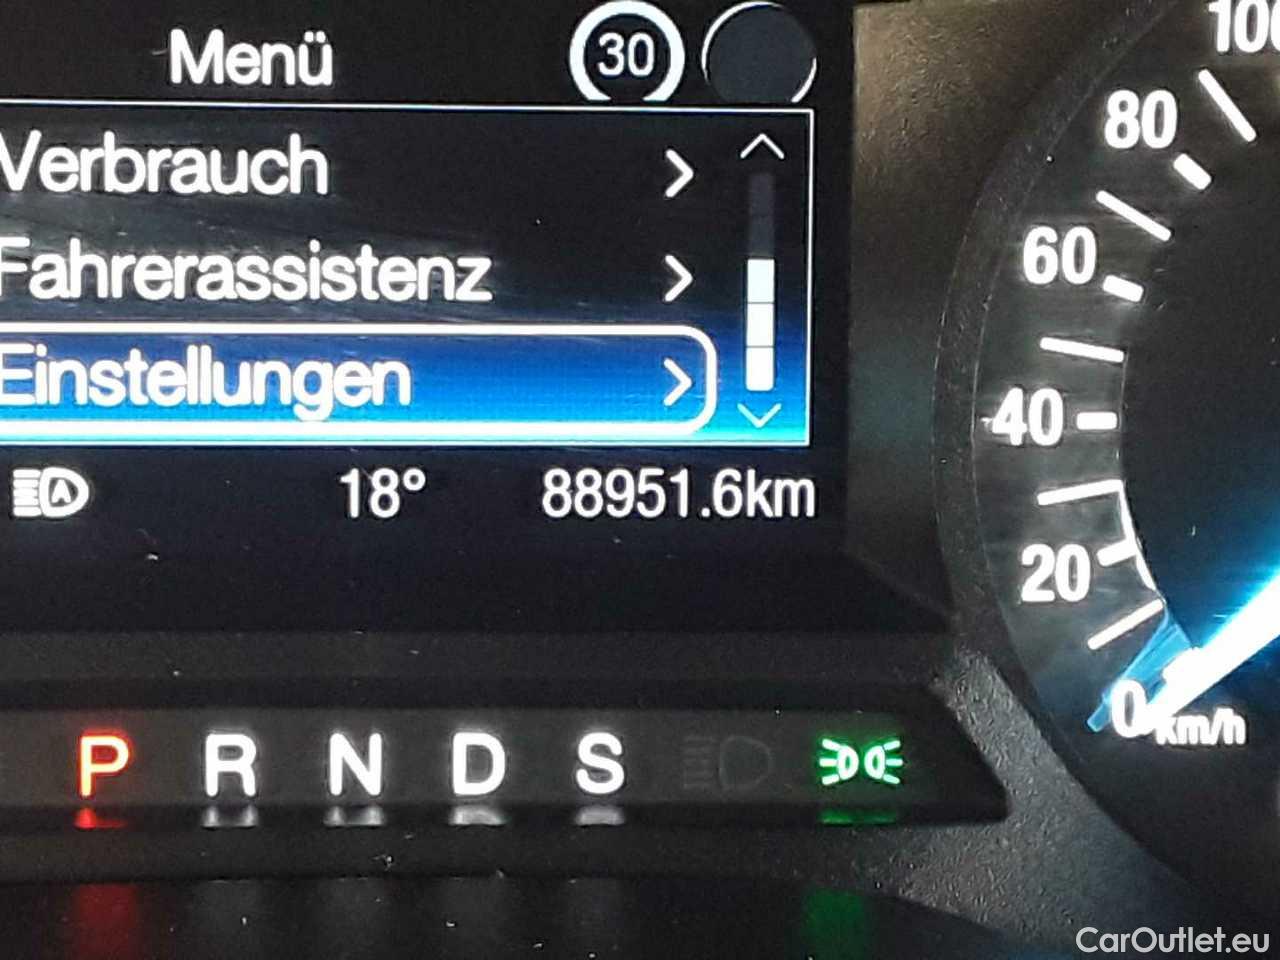 Menü
30
Verbrauch
Fahrerassistenz
Einstellungen
18° 88951.6km
100
80
60
40
20
0 km/h
P R N D S
CarOutlet.eu